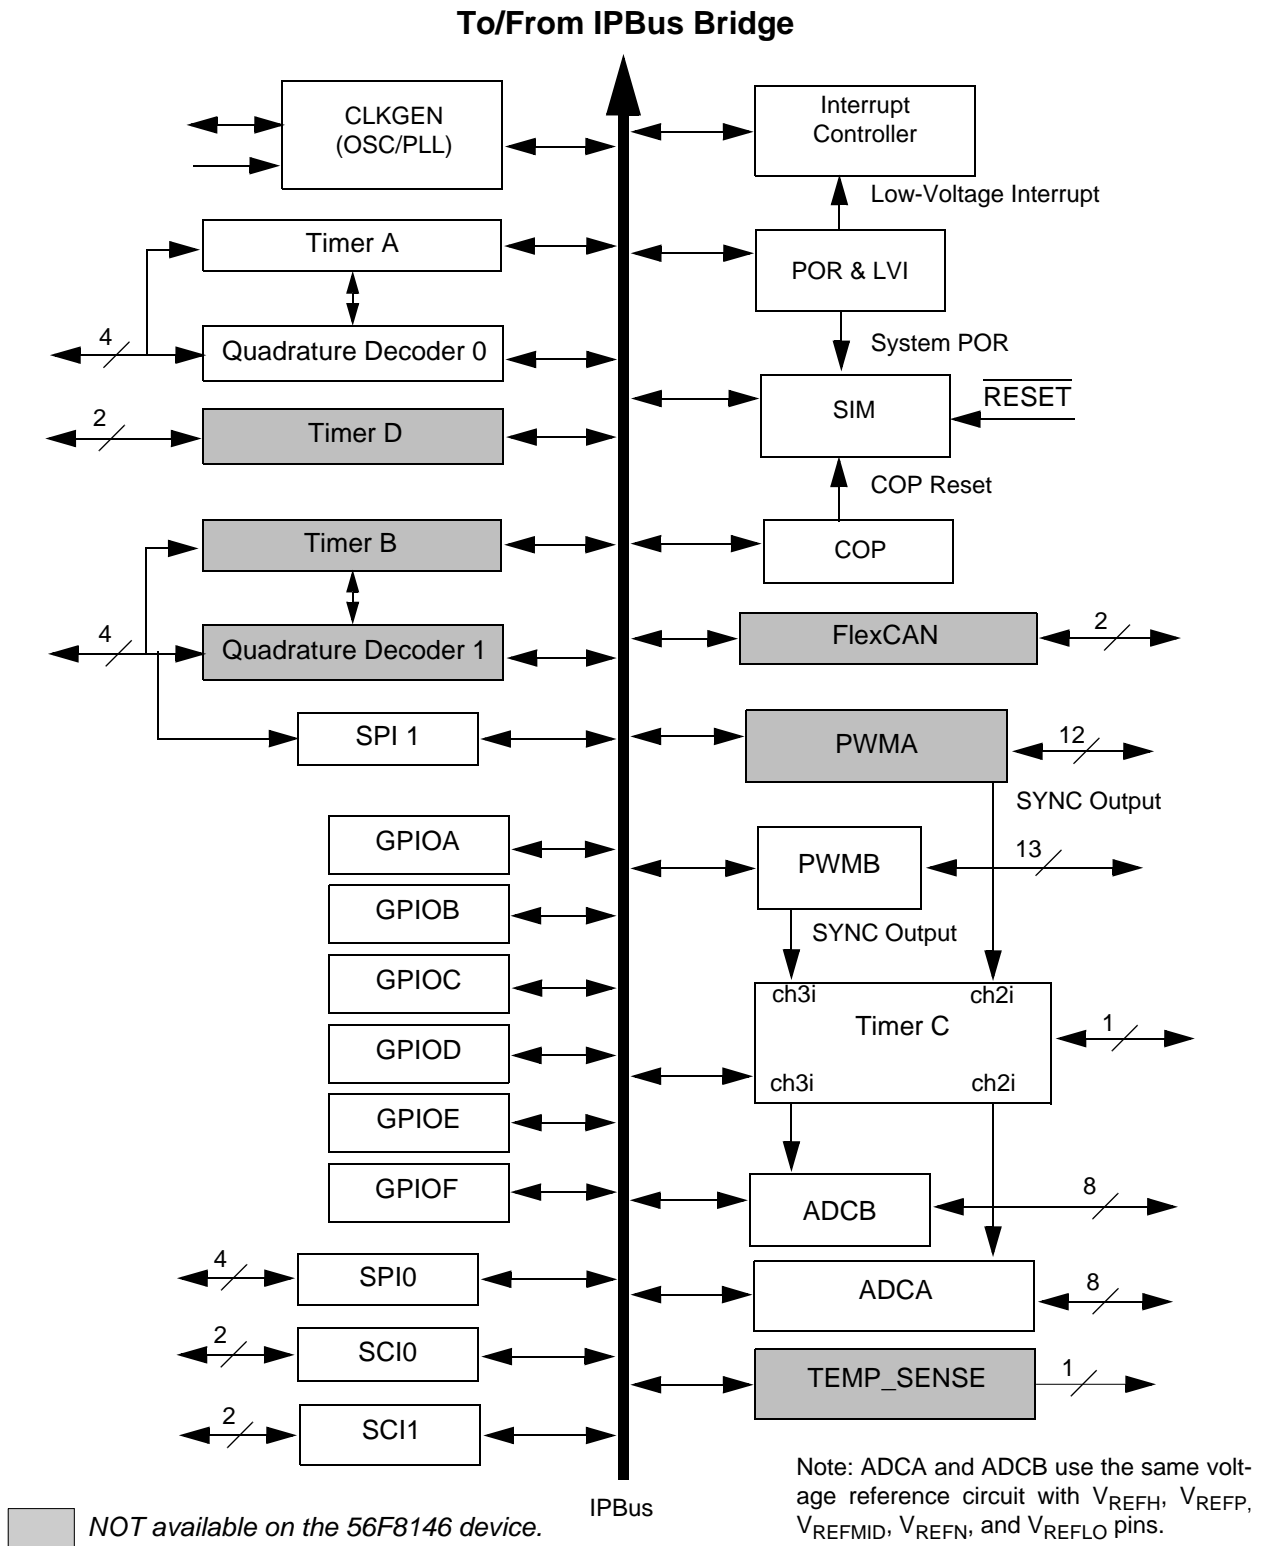 To/From IPBus Bridge
CLKGEN
(OSC/PLL)
Interrupt
Controller
Low-Voltage Interrupt
Timer A
POR & LVI
4
Quadrature Decoder 0
System POR
2
Timer D
SIM
RESET
COP Reset
Timer B
COP
4
Quadrature Decoder 1
FlexCAN
2
SPI 1
PWMA
12
SYNC Output
GPIOA
PWMB
13
GPIOB
SYNC Output
GPIOC
ch3i
ch2i
Timer C
1
GPIOD
ch3i
ch2i
GPIOE
GPIOF
ADCB
8
4
SPI0
ADCA
8
2
SCI0
TEMP_SENSE
1
2
SCI1
Note: ADCA and ADCB use the same volt-
age reference circuit with VREFH, VREFP,
VREFMID, VREFN, and VREFLO pins.
IPBus
NOT available on the 56F8146 device.